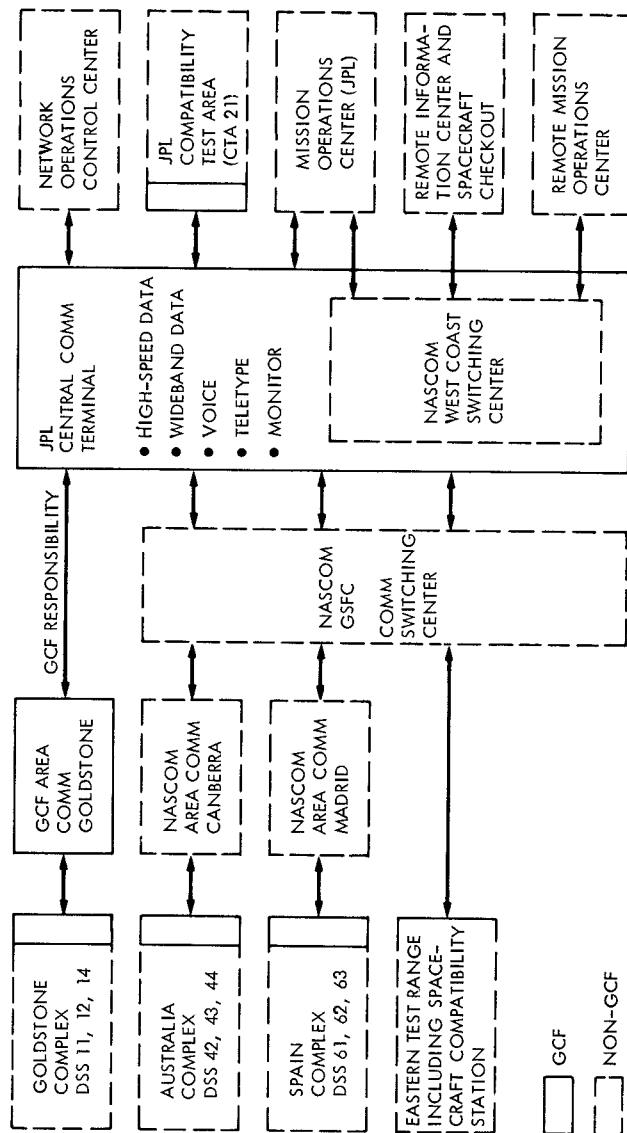 GOLDSTONE
COMPLEX
DSS 11, 12, 14
AUSTRALIA
COMPLEX
DSS 42, 43, 44
SPAIN
COMPLEX
DSS 61, 62, 63
EASTERN TEST RANGE
INCLUDING SPACE-
CRAFT COMPATIBILITY
STATION
GCF AREA
COMM
GOLDSTONE
NASCOM
AREA COMM
CANBERRA
NASCOM
AREA COMM
MADRID
GCF RESPONSIBILITY
NASCOM
GSFC
COMM
SWITCHING
CENTER
JPL
CENTRAL COMM
TERMINAL
• HIGH-SPEED DATA
• WIDEBAND DATA
• VOICE
• TELETYPE
• MONITOR
NASCOM
WEST COAST
SWITCHING
CENTER
NETWORK
OPERATIONS
CONTROL CENTER
JPL
COMPATIBILITY
TEST AREA
(CTA 21)
MISSION
OPERATIONS
CENTER (JPL)
REMOTE INFORMA-
TION CENTER AND
SPACECRAFT
CHECKOUT
REMOTE MISSION
OPERATIONS
CENTER
GCF
NON-GCF